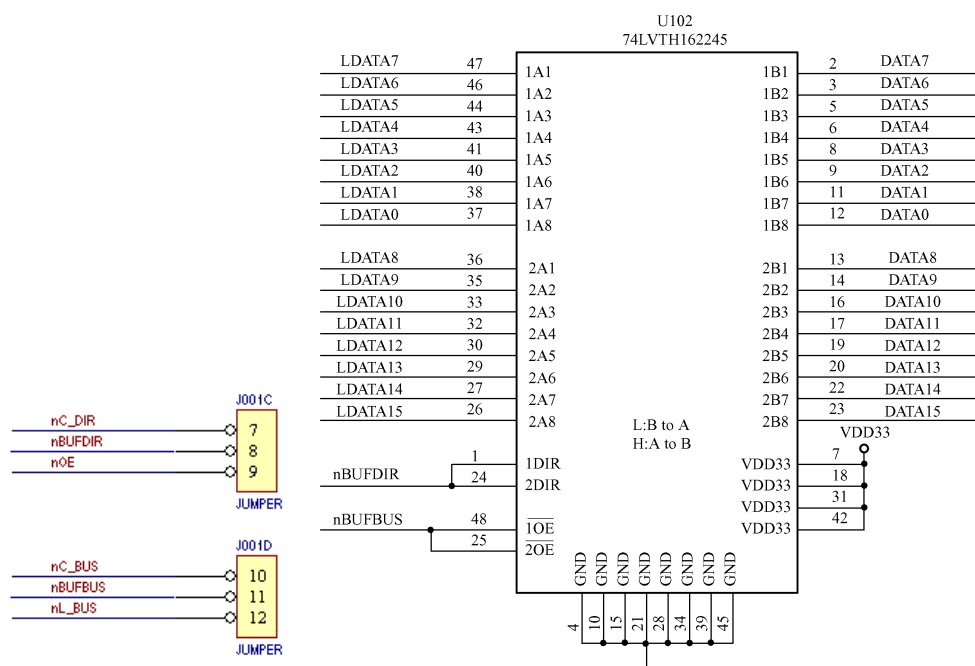 U102
74LVTH162245
LDATA7 47 1A1 1B1 2 DATA7
LDATA6 46 1A2 1B2 3 DATA6
LDATA5 44 1A3 1B3 5 DATA5
LDATA4 43 1A4 1B4 6 DATA4
LDATA3 41 1A5 1B5 8 DATA3
LDATA2 40 1A6 1B6 9 DATA2
LDATA1 38 1A7 1B7 11 DATA1
LDATA0 37 1A8 1B8 12 DATA0
LDATA8 36 2A1 2B1 13 DATA8
LDATA9 35 2A2 2B2 14 DATA9
LDATA10 33 2A3 2B3 16 DATA10
LDATA11 32 2A4 2B4 17 DATA11
LDATA12 30 2A5 2B5 19 DATA12
LDATA13 29 2A6 2B6 20 DATA13
LDATA14 27 2A7 2B7 22 DATA14
LDATA15 26 2A8 2B8 23 DATA15
L:B to A
H:A to B
VDD33
1 1DIR VDD33 7
nBUFDIR 24 2DIR VDD33 18
VDD33 31
nBUFBUS 48 1OE VDD33 42
25 2OE
GND GND GND GND GND GND GND GND
4 10 15 21 28 34 39 45
J001C
nC_DIR 7
nBUFDIR 8
nOE 9
JUMPER
J001D
nC_BUS 10
nBUFBUS 11
nL_BUS 12
JUMPER